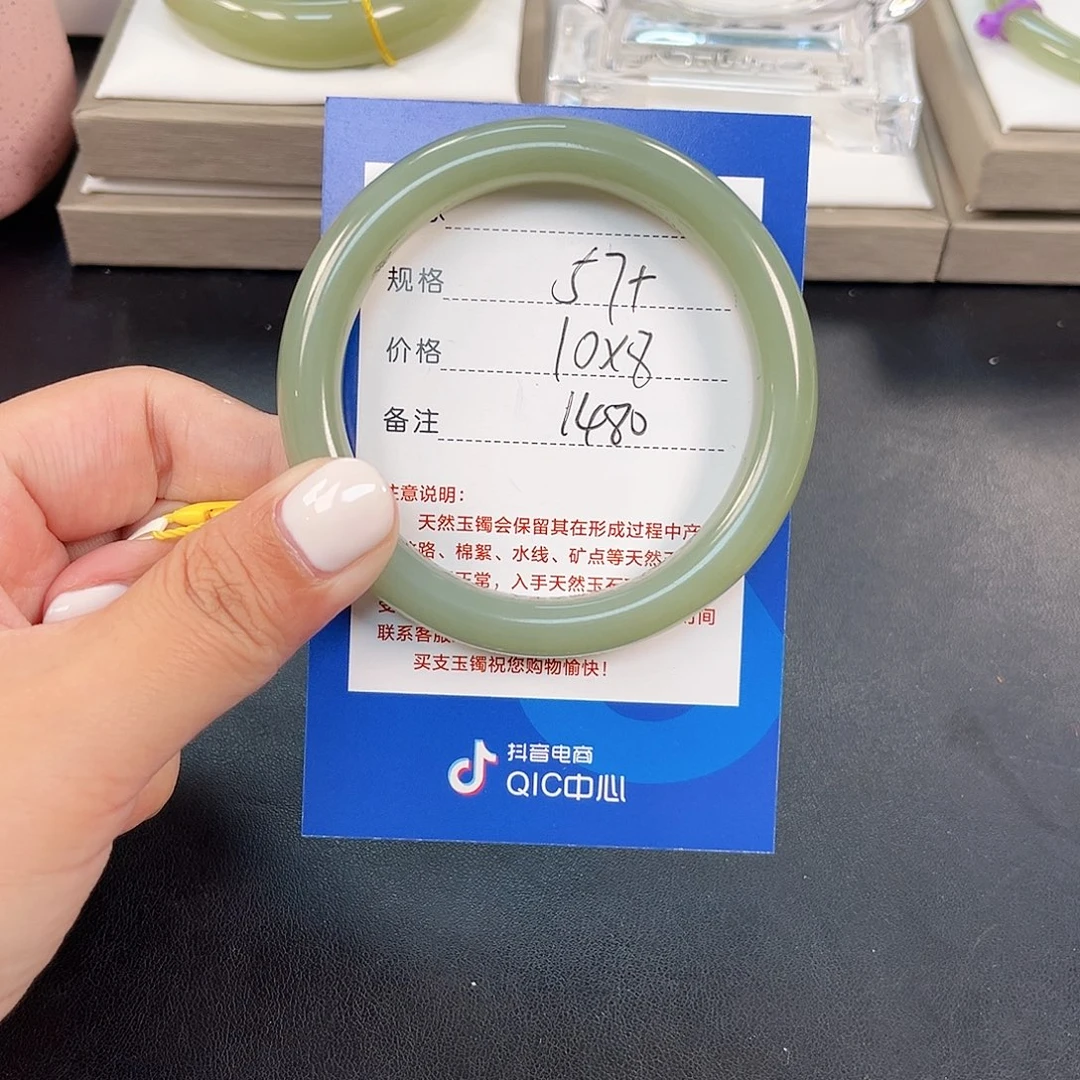 规格 57+
价格 10x8
备注 1480
注意说明:
天然玉镯会保留其在形成过程中产
路、棉絮、水线、矿点等天然
正常,入手天然玉石
间
联系客服
买支玉镯祝您购物愉快!
抖音电商
QIC中心